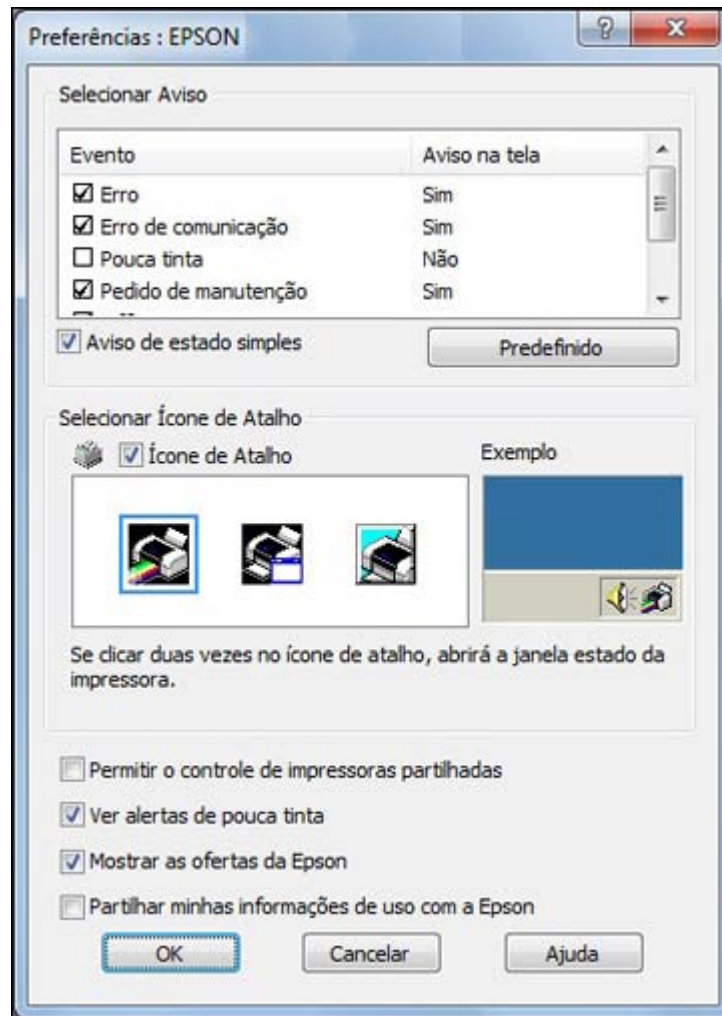 Preferências : EPSON
Selecionar Aviso
Evento Aviso na tela
Erro Sim
Erro de comunicação Sim
Pouca tinta Não
Pedido de manutenção Sim
Aviso de estado simples Predefinido
Selecionar Ícone de Atalho
Ícone de Atalho Exemplo
Se clicar duas vezes no ícone de atalho, abrirá a janela estado da
impressora.
Permitir o controle de impressoras partilhadas
Ver alertas de pouca tinta
Mostrar as ofertas da Epson
Partilhar minhas informações de uso com a Epson
OK Cancelar Ajuda